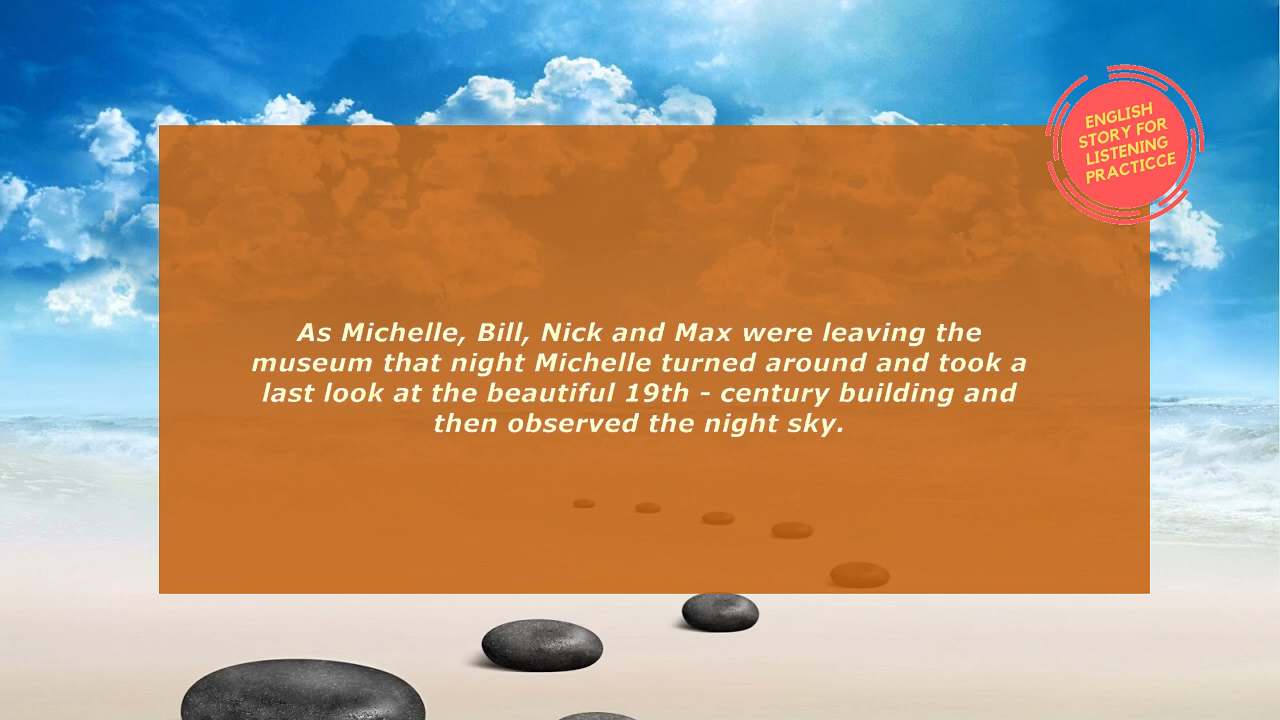 ENGLISH
STORY FOR
LISTENING
PRACTICCE
As Michelle, Bill, Nick and Max were leaving the
museum that night Michelle turned around and took a
last look at the beautiful 19th - century building and
then observed the night sky.